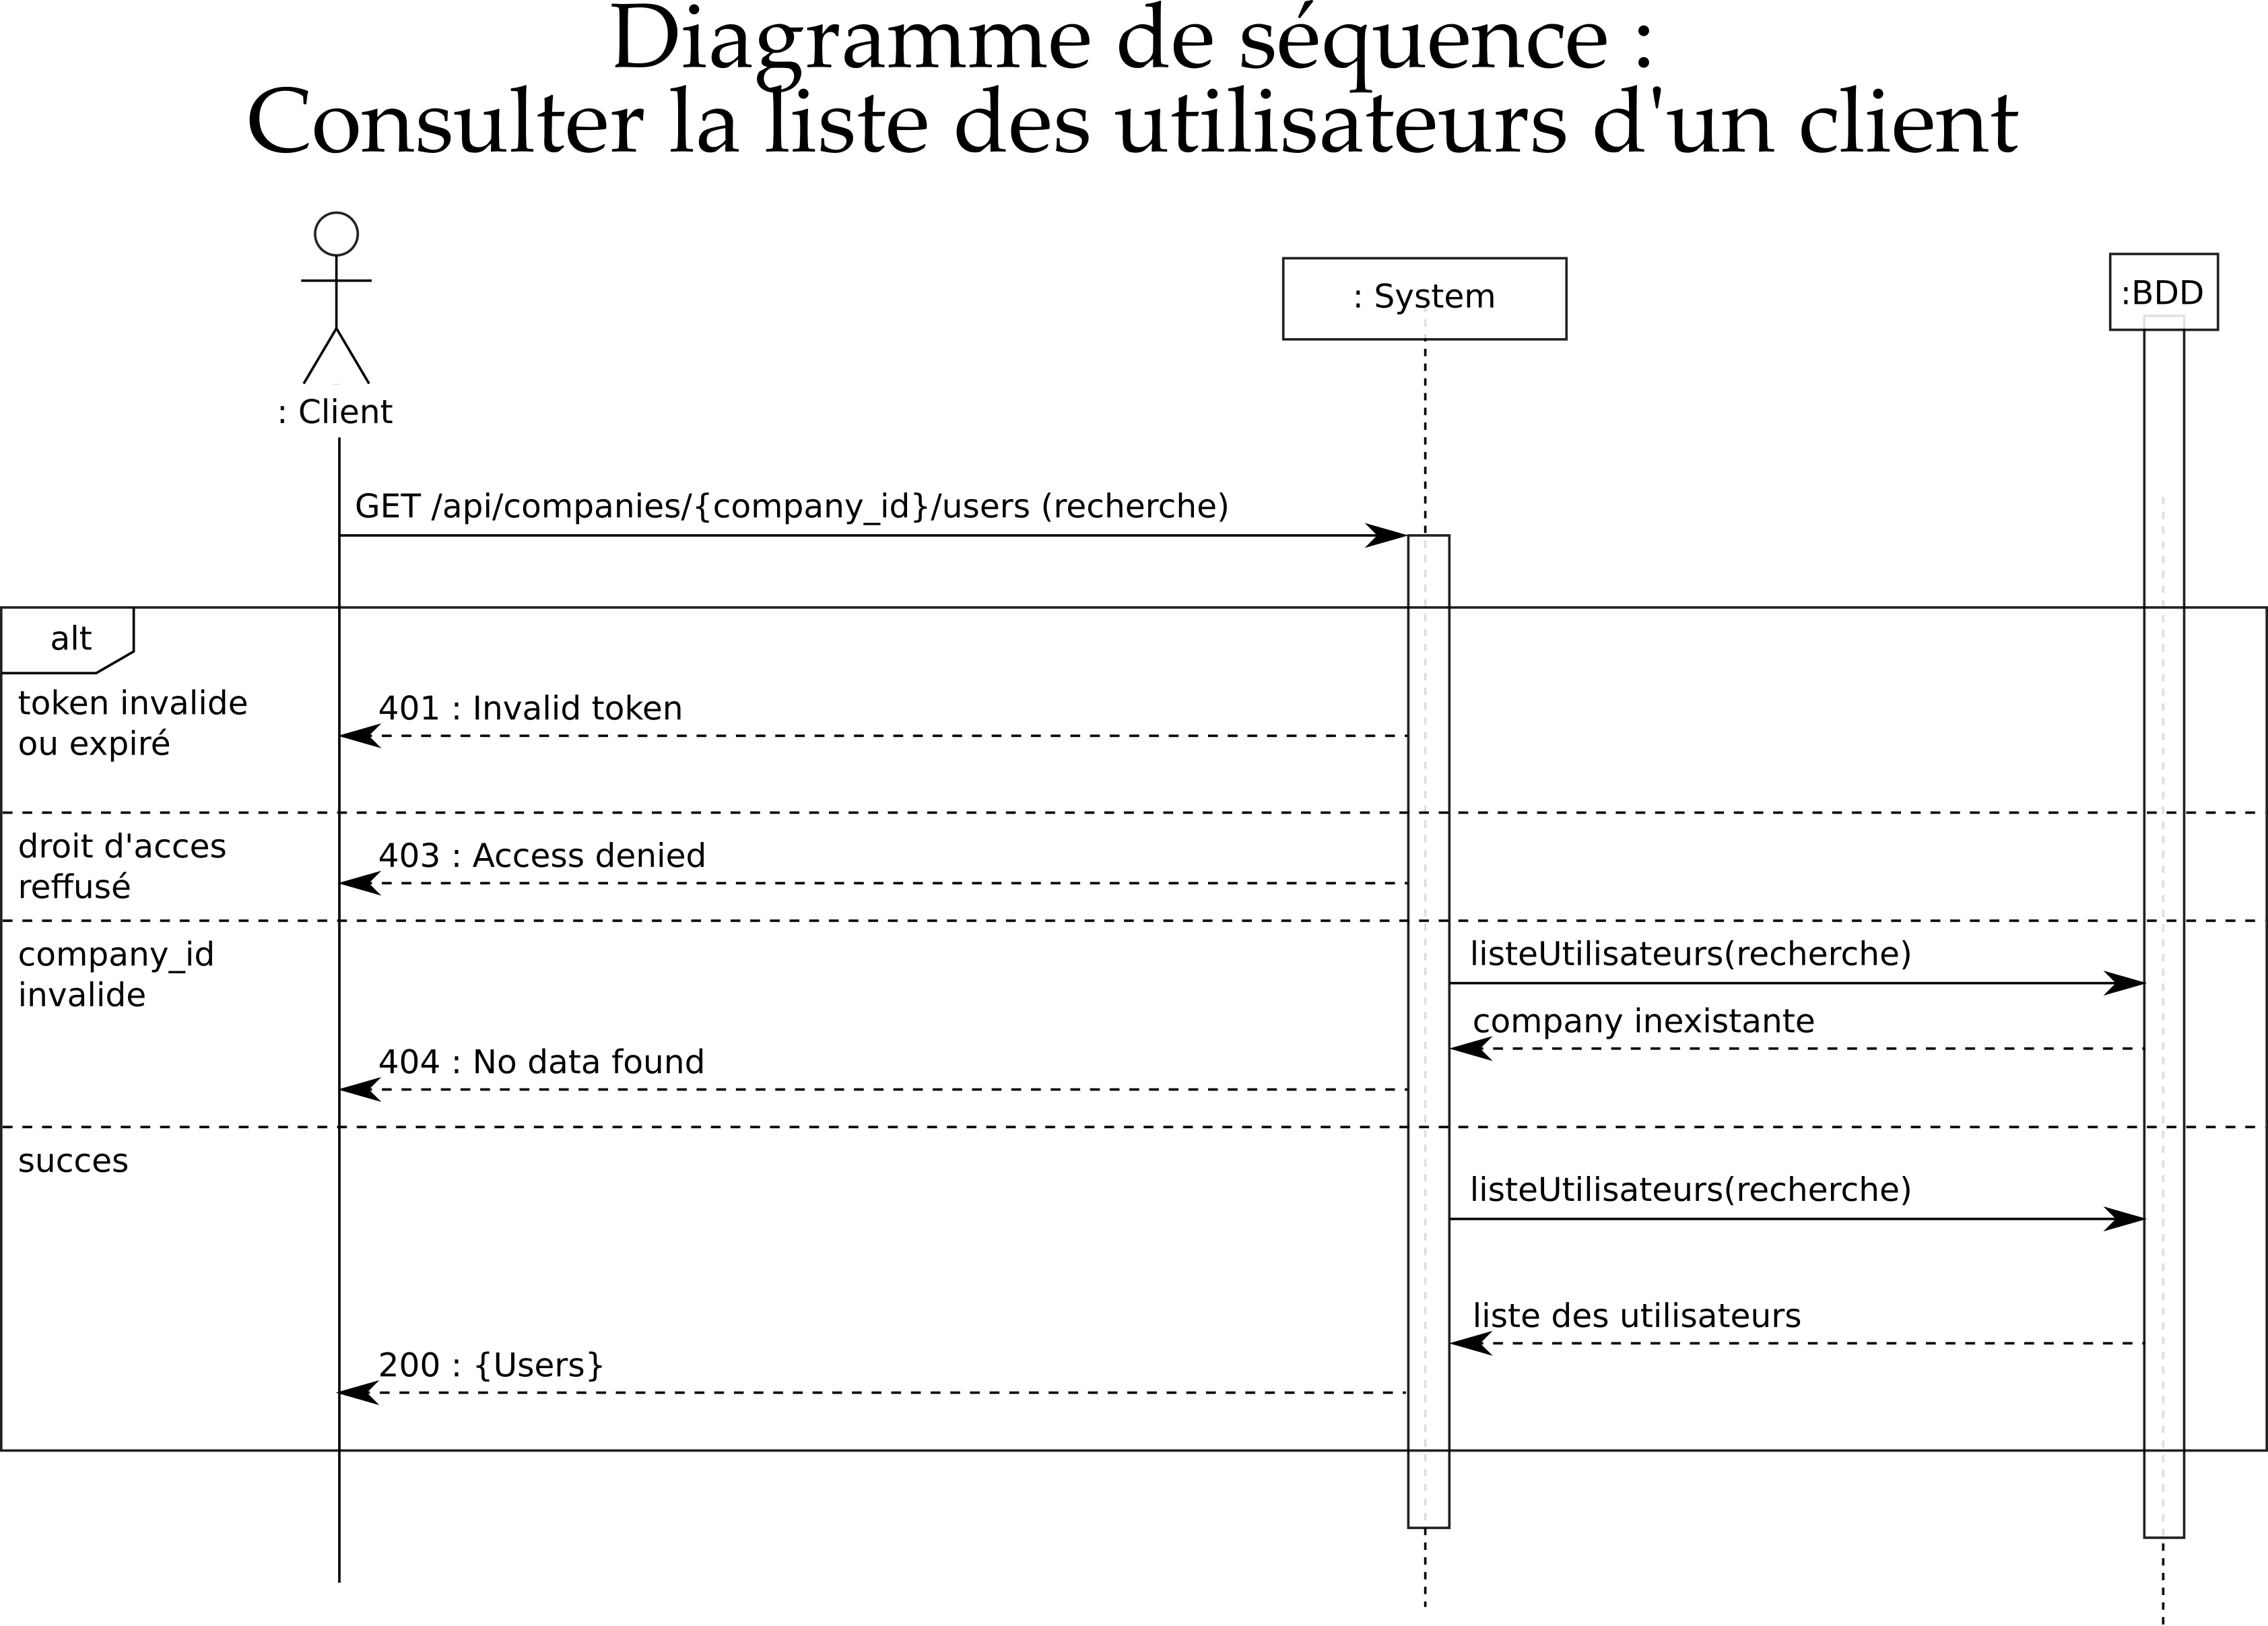 Diagramme de séquence :
Consulter la liste des utilisateurs d'un client
: System
:BDD
: Client
GET /api/companies/{company_id}/users (recherche)
alt
token invalide
ou expiré
401 : Invalid token
droit d'acces
reffusé
403 : Access denied
company_id
invalide
listeUtilisateurs(recherche)
company inexistante
404 : No data found
succes
listeUtilisateurs(recherche)
liste des utilisateurs
200 : {Users}